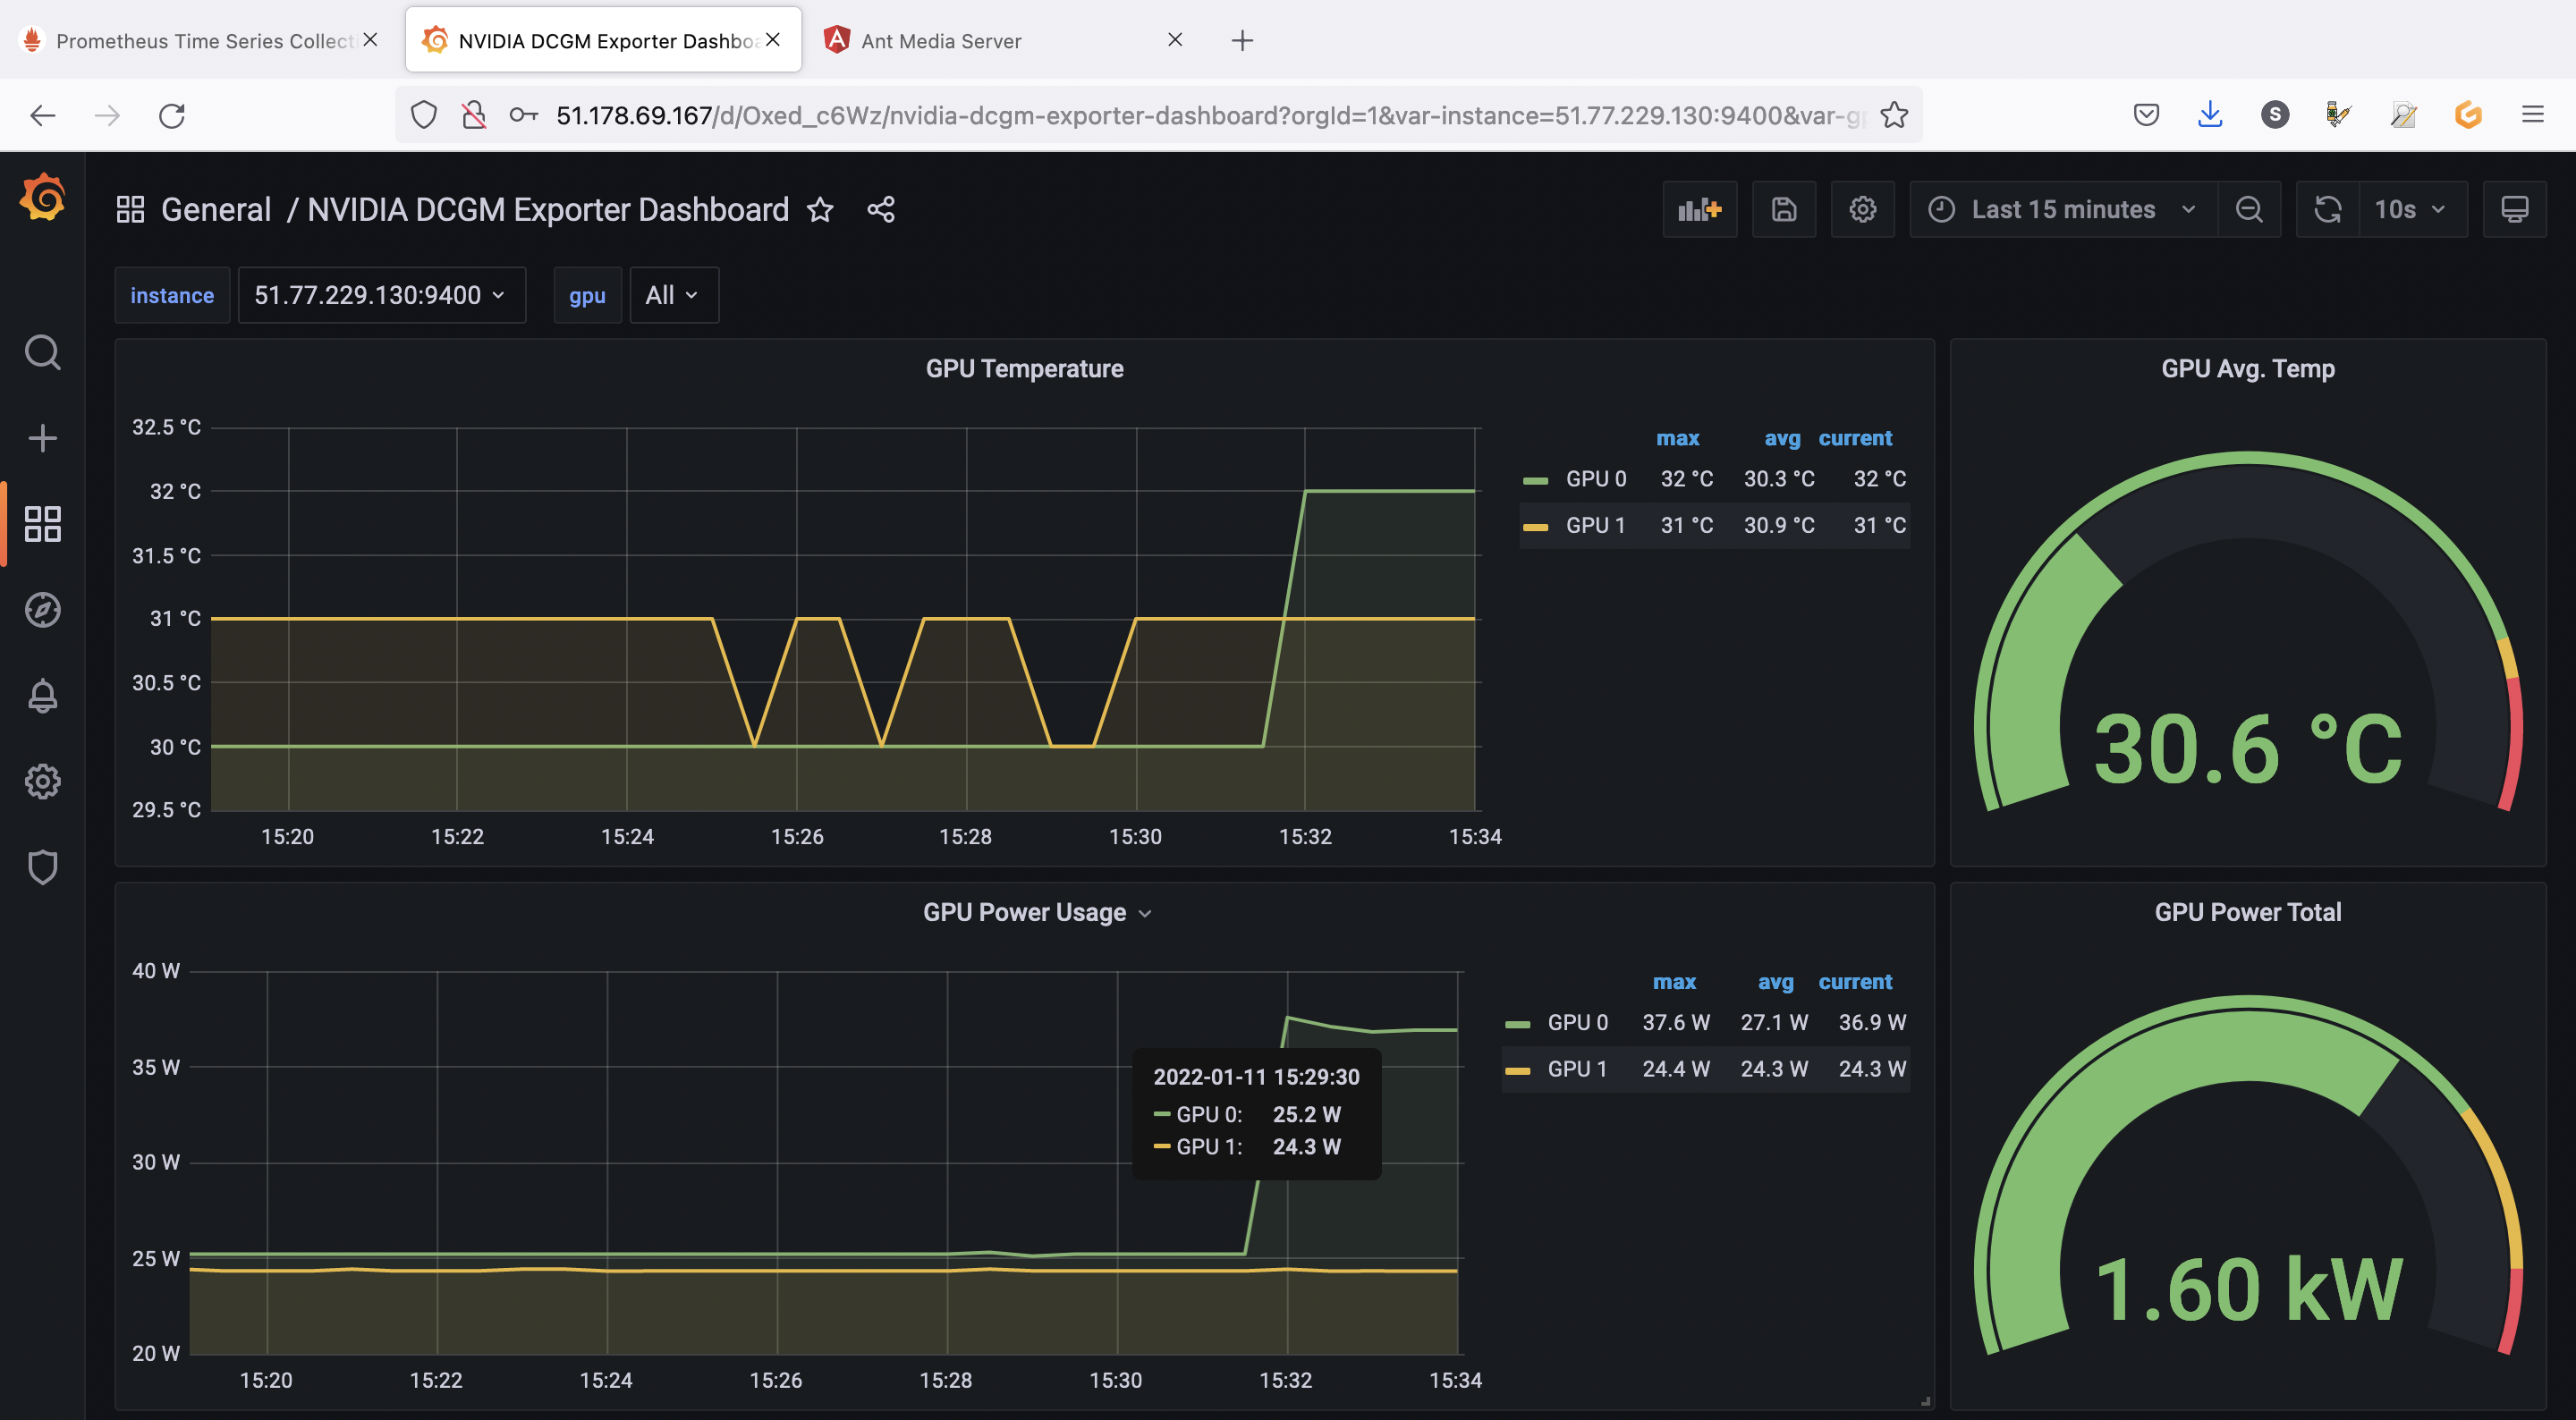 Prometheus Time Series Collecti
NVIDIA DCGM Exporter Dashboa
Ant Media Server
51.178.69.167/d/Oxed_c6Wz/nvidia-dcgm-exporter-dashboard?orgId=1&var-instance=51.77.229.130:9400&var-gp
S
General / NVIDIA DCGM Exporter Dashboard
Last 15 minutes
10s
instance 51.77.229.130:9400
gpu All
GPU Temperature
32.5 °C
32 °C
31.5 °C
31 °C
30.5 °C
30 °C
29.5 °C
15:20 15:22 15:24 15:26 15:28 15:30 15:32 15:34
max avg current
GPU 0 32 °C 30.3 °C 32 °C
GPU 1 31 °C 30.9 °C 31 °C
GPU Avg. Temp
30.6 °C
GPU Power Usage
40 W
35 W
30 W
25 W
20 W
15:20 15:22 15:24 15:26 15:28 15:30 15:32 15:34
2022-01-11 15:29:30
GPU 0: 25.2 W
GPU 1: 24.3 W
max avg current
GPU 0 37.6 W 27.1 W 36.9 W
GPU 1 24.4 W 24.3 W 24.3 W
GPU Power Total
1.60 kW